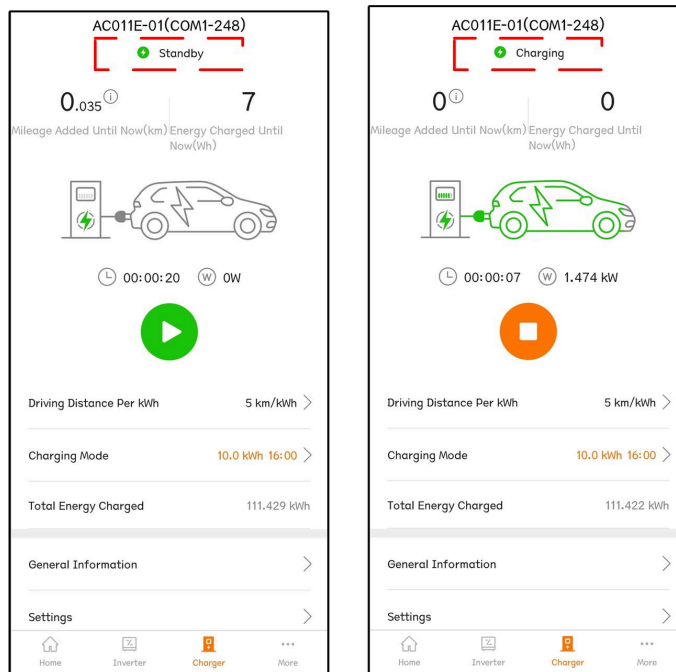 AC011E-01(COM1-248)
Standby
0.035 i
7
Mileage Added Until Now(km)
Energy Charged Until
Now(Wh)
00:00:20
W 0W
Driving Distance Per kWh
5 km/kWh
Charging Mode
10.0 kWh 16:00
Total Energy Charged
111.429 kWh
General Information
Settings
Home
Inverter
Charger
More
AC011E-01(COM1-248)
Charging
0 i
0
Mileage Added Until Now(km)
Energy Charged Until
Now(Wh)
00:00:07
W 1.474 kW
Driving Distance Per kWh
5 km/kWh
Charging Mode
10.0 kWh 16:00
Total Energy Charged
111.422 kWh
General Information
Settings
Home
Inverter
Charger
More